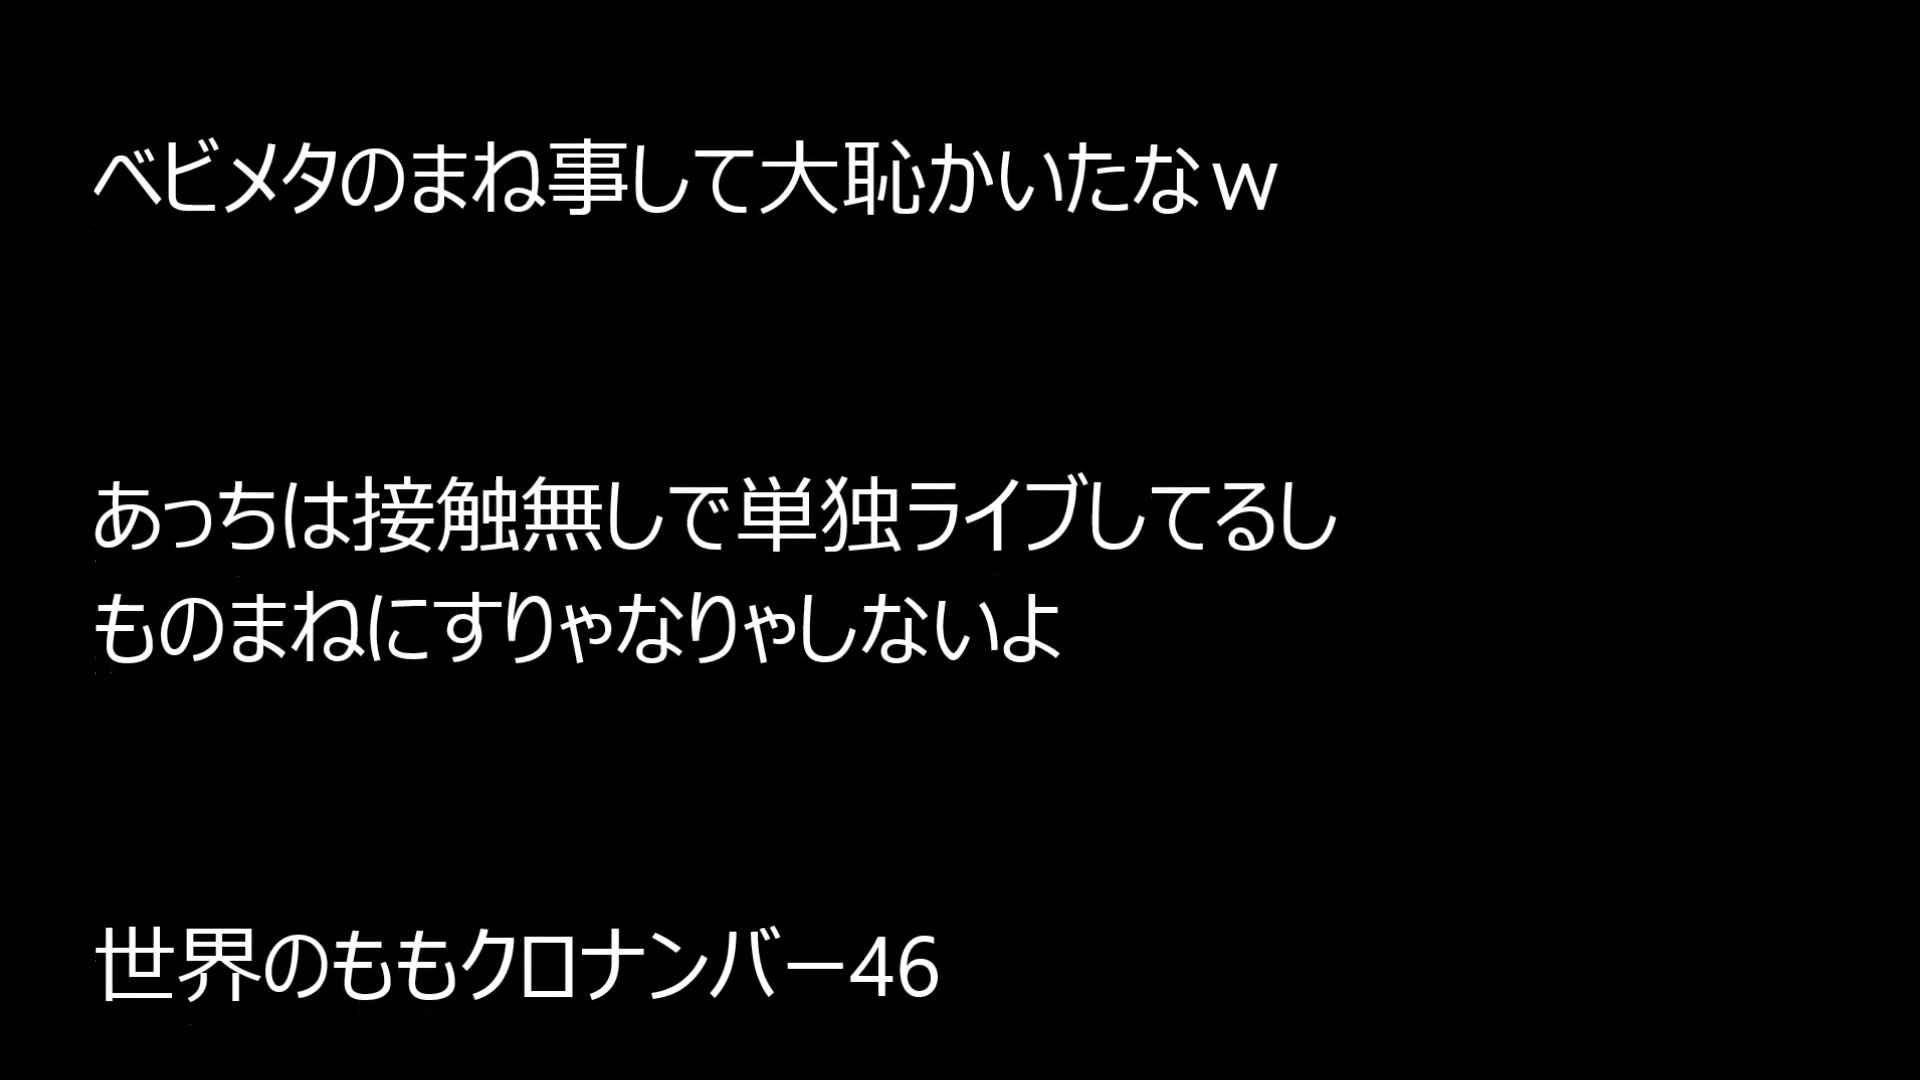 ベビメタのまね事して大恥かいたなｗ
あっちは接触無しで単独ライブしてるし
ものまねにすりゃなりゃしないよ
世界のももクロナンバー46